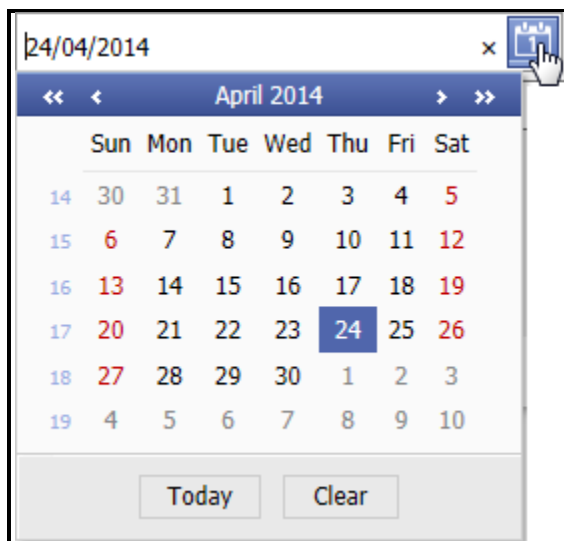 24/04/2014 ×
« ‹ April 2014 › »
Sun Mon Tue Wed Thu Fri Sat
14 30 31 1 2 3 4 5
15 6 7 8 9 10 11 12
16 13 14 15 16 17 18 19
17 20 21 22 23 24 25 26
18 27 28 29 30 1 2 3
19 4 5 6 7 8 9 10
Today Clear